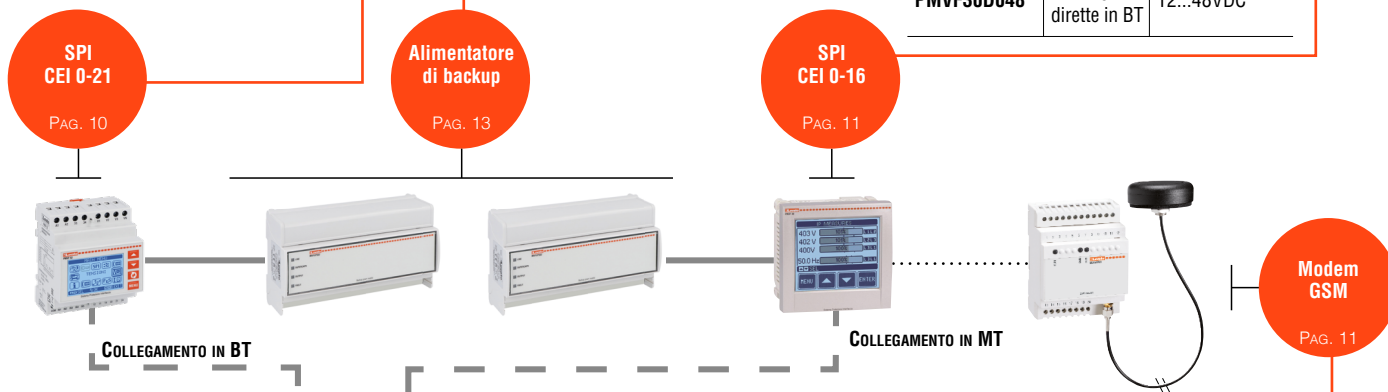 PMVF30D048
dirette in BT
12...48VDC
SPI
CEI 0-21
PAG. 10
Alimentatore
di backup
PAG. 13
SPI
CEI 0-16
PAG. 11
403 V
402 V
400V
50.0 Hz
MENU
ENTER
MENU
Modem
GSM
PAG. 11
COLLEGAMENTO IN BT
COLLEGAMENTO IN MT